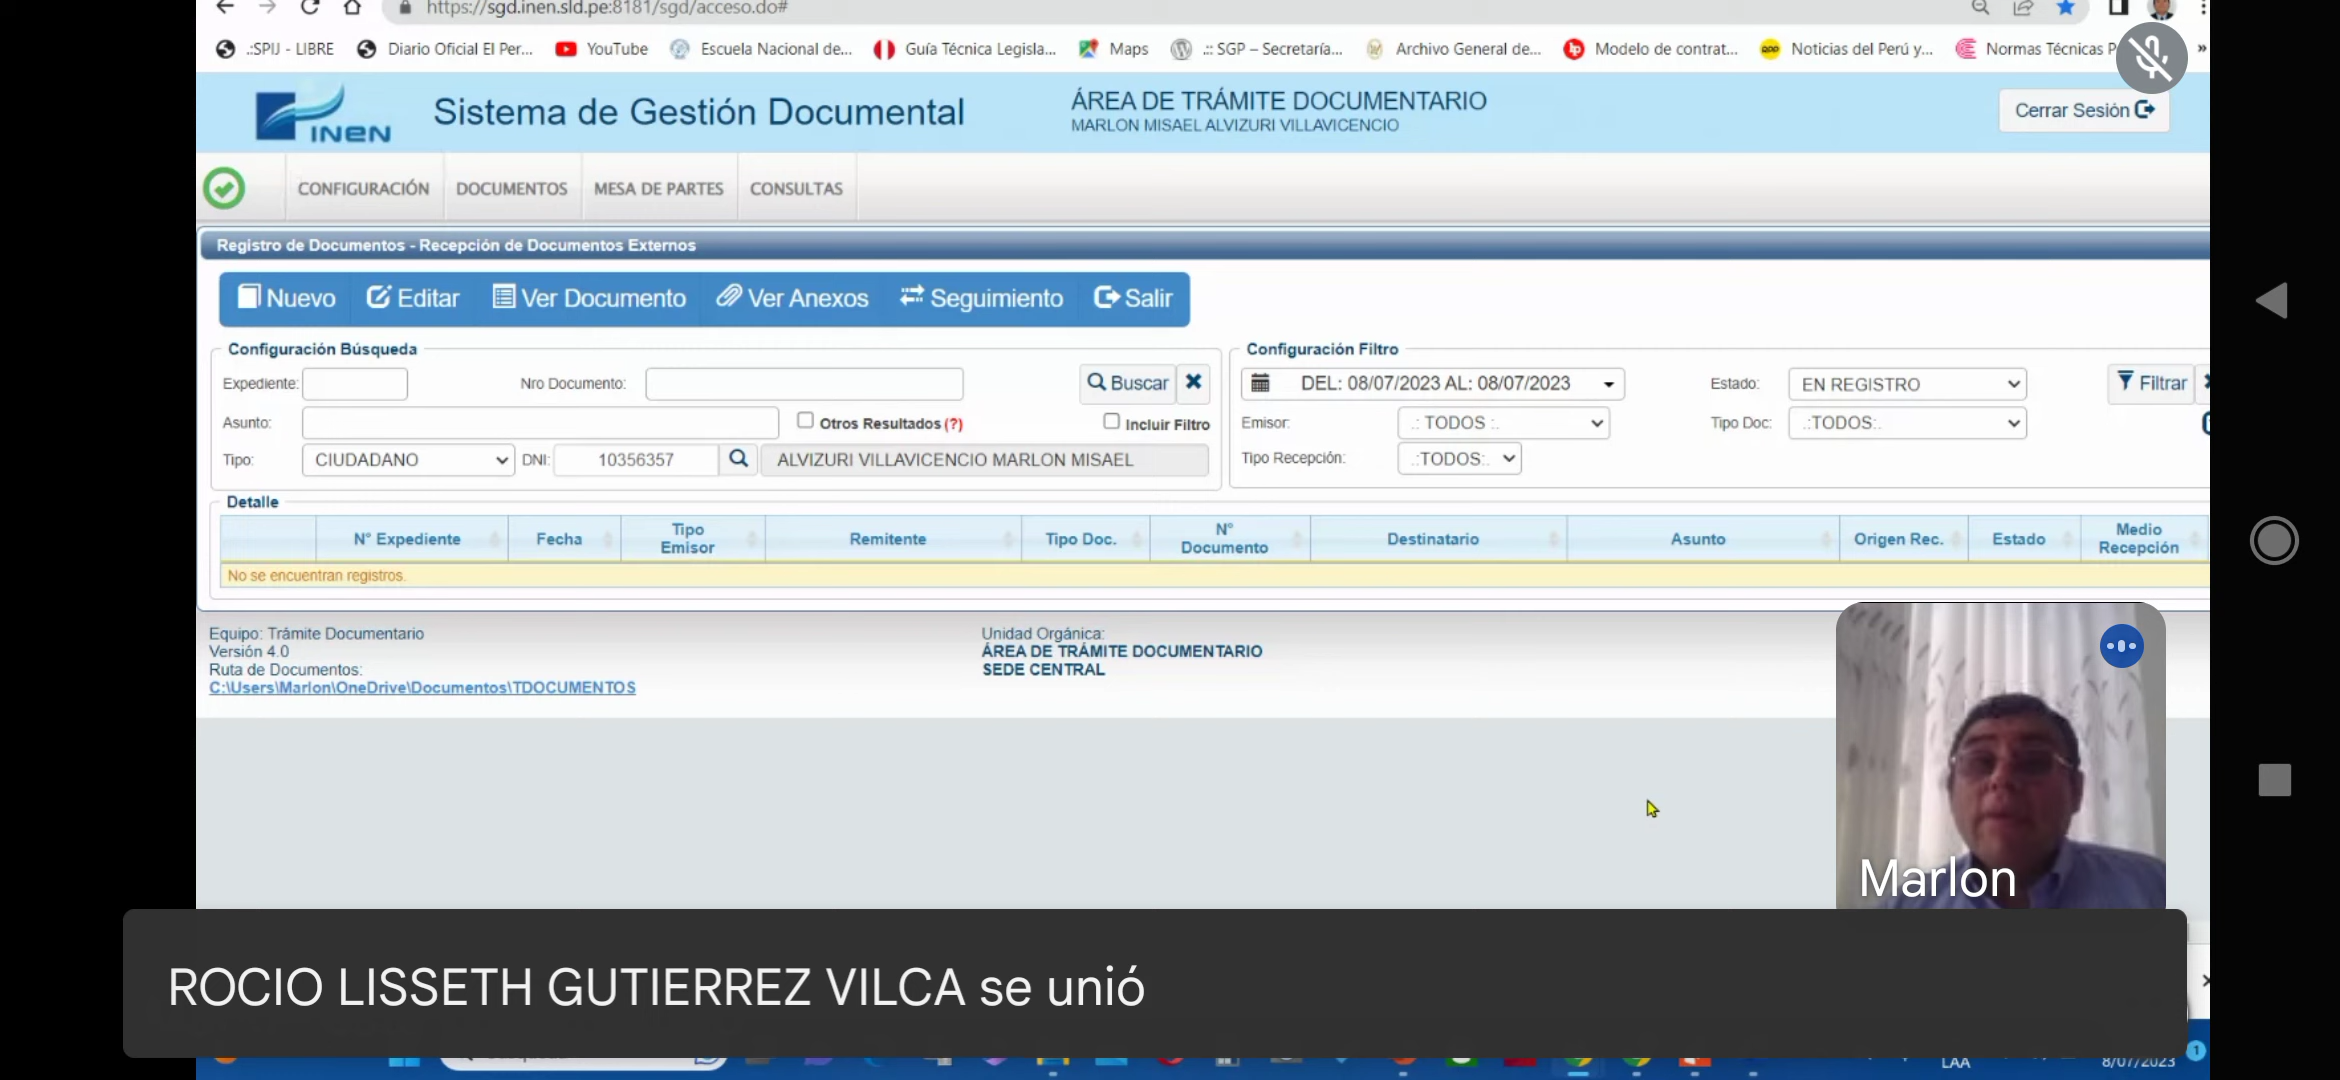 https://sgd.inen.sld.pe:8181/sgd/acceso.do#
.:SPIJ - LIBRE Diario Oficial El Per... YouTube Escuela Nacional de... Guía Técnica Legisla... Maps .:: SGP – Secretaría... Archivo General de... Modelo de contrat... Noticias del Perú y... Normas Técnicas P »
INEN Sistema de Gestión Documental
ÁREA DE TRÁMITE DOCUMENTARIO
MARLON MISAEL ALVIZURI VILLAVICENCIO
Cerrar Sesión
CONFIGURACIÓN DOCUMENTOS MESA DE PARTES CONSULTAS
Registro de Documentos - Recepción de Documentos Externos
Nuevo Editar Ver Documento Ver Anexos Seguimiento Salir
Configuración Búsqueda
Expediente: Nro Documento: Buscar
Asunto: Otros Resultados (?) Incluir Filtro
Tipo: CIUDADANO DNI: 10356357 ALVIZURI VILLAVICENCIO MARLON MISAEL
Configuración Filtro
DEL: 08/07/2023 AL: 08/07/2023 Estado: EN REGISTRO Filtrar
Emisor: .: TODOS :. Tipo Doc: .:TODOS:.
Tipo Recepción: .:TODOS:.
Detalle
N° Expediente Fecha Tipo Emisor Remitente Tipo Doc. N° Documento Destinatario Asunto Origen Rec. Estado Medio Recepción
No se encuentran registros.
Equipo: Trámite Documentario
Versión 4.0
Ruta de Documentos:
C:\Users\Marlon\OneDrive\Documentos\TDOCUMENTOS
Unidad Orgánica:
ÁREA DE TRÁMITE DOCUMENTARIO
SEDE CENTRAL
Marlon
ROCIO LISSETH GUTIERREZ VILCA se unió
LAA
8/07/2023
1